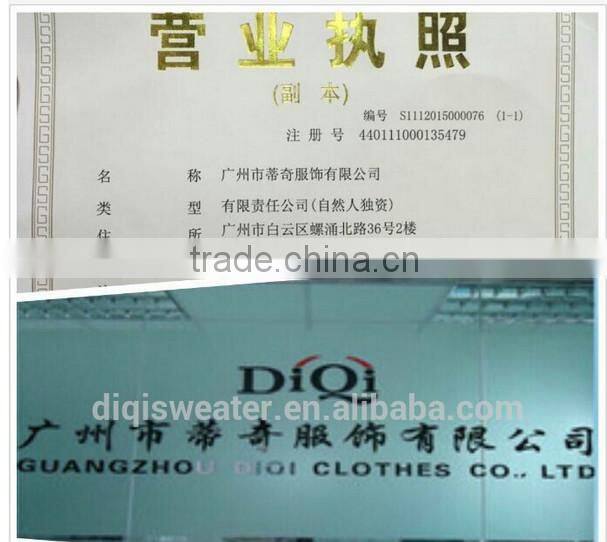 营业执照
(副 本)
编号 S1112015000076 (1-1)
注 册 号 440111000135479
名 称 广州市蒂奇服饰有限公司
类 型 有限责任公司(自然人独资)
住 所 广州市白云区螺涌北路36号2楼
trade.china.cn
DiQi
diqisweater.en.alibaba.com
广州市蒂奇服饰有限公司
GUANGZHOU DiQI CLOTHES CO., LTD